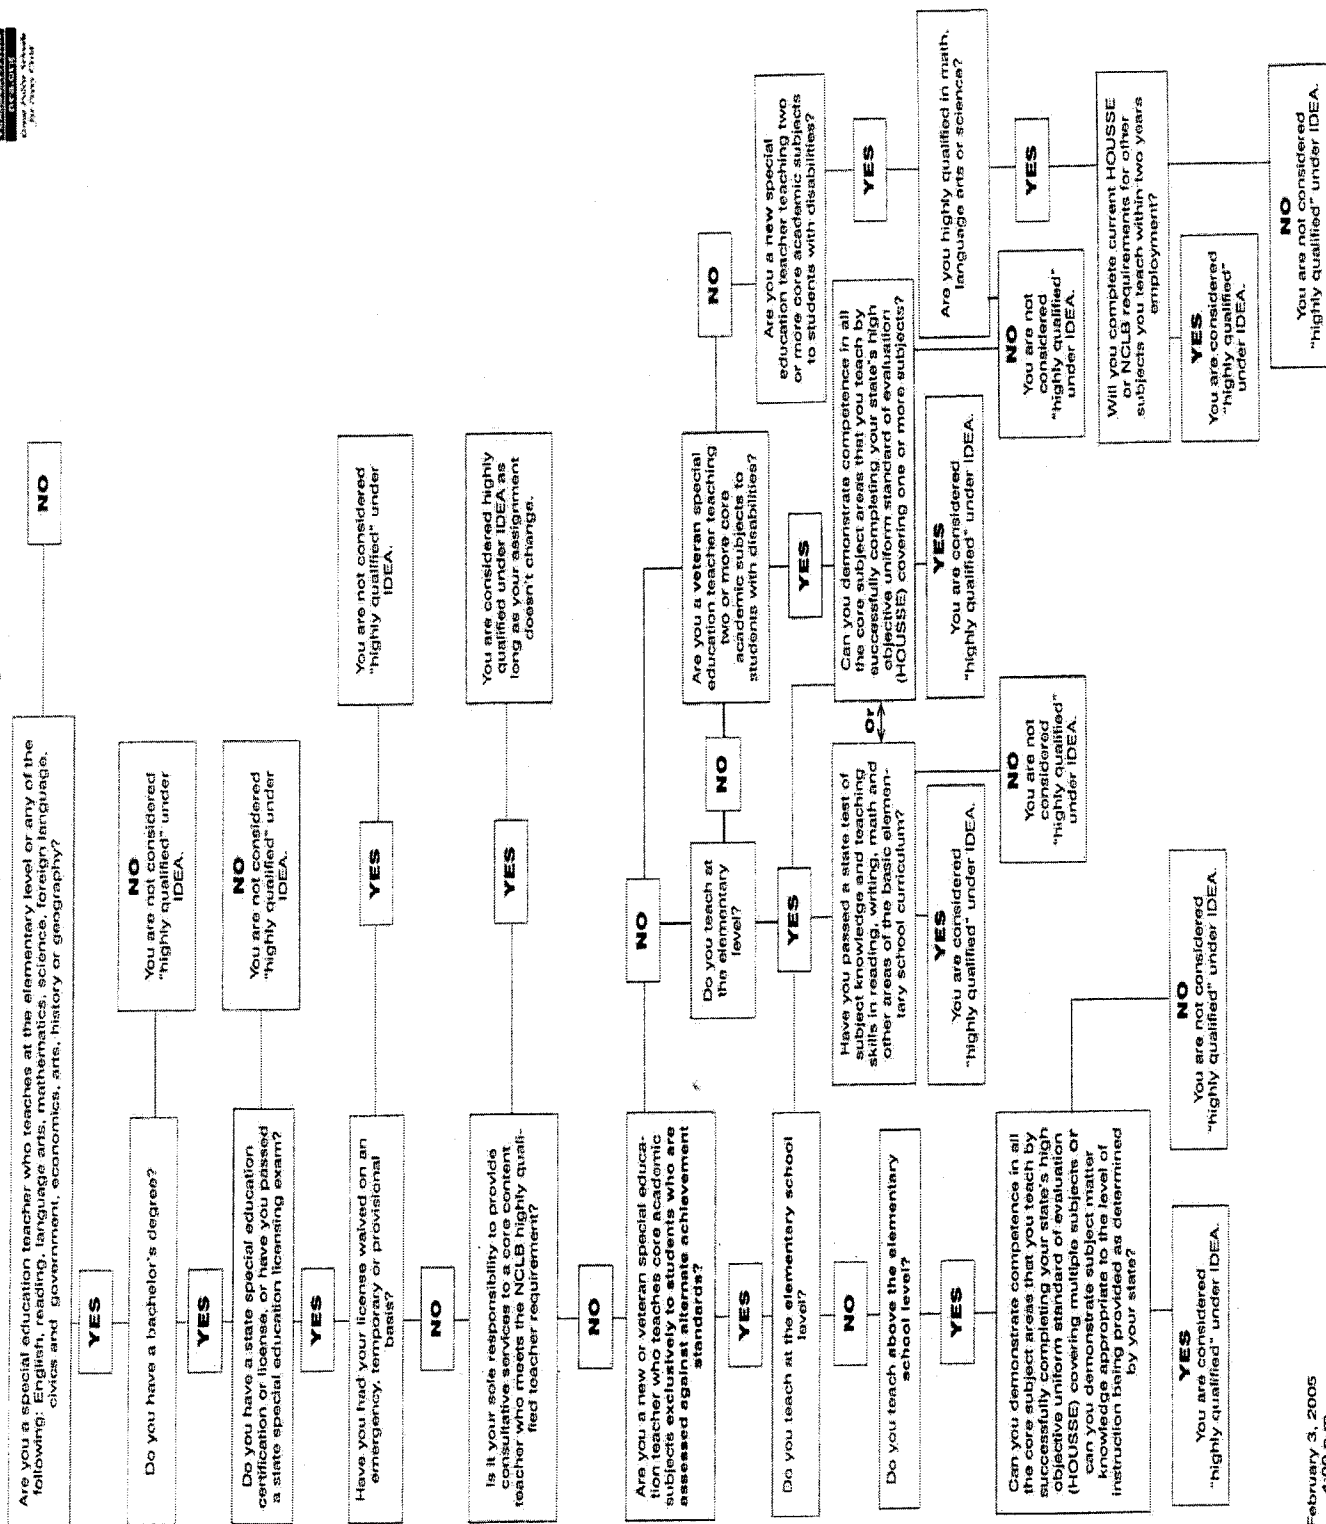 nea.org
Great Public Schools
for Every Child
Are you a special education teacher who teaches at the elementary level or any of the
following: English, reading, language arts, mathematics, science, foreign language,
civics and government, economics, arts, history or geography?
NO
YES
Do you have a bachelor's degree?
NO
You are not considered
"highly qualified" under
IDEA.
YES
Do you have a state special education
certification or license, or have you passed
a state special education licensing exam?
NO
You are not considered
"highly qualified" under
IDEA.
YES
Have you had your license waived on an
emergency, temporary or provisional
basis?
YES
You are not considered
"highly qualified" under
IDEA.
NO
Is it your sole responsibility to provide
consultative services to a core content
teacher who meets the NCLB highly quali-
fied teacher requirement?
YES
You are considered highly
qualified under IDEA as
long as your assignment
doesn't change.
NO
Are you a new or veteran special educa-
tion teacher who teaches core academic
subjects exclusively to students who are
assessed against alternate achievement
standards?
NO
Do you teach at
the elementary
level?
NO
Are you a veteran special
education teacher teaching
two or more core
academic subjects to
students with disabilities?
NO
Are you a new special
education teacher teaching two
or more core academic subjects
to students with disabilities?
YES
Do you teach at the elementary school
level?
YES
YES
YES
Have you passed a state test of
subject knowledge and teaching
skills in reading, writing, math and
other areas of the basic elemen-
tary school curriculum?
Or
Can you demonstrate competence in all
the core subject areas that you teach by
successfully completing your state's high
objective uniform standard of evaluation
(HOUSSE) covering one or more subjects?
Are you highly qualified in math,
language arts or science?
NO
Do you teach above the elementary
school level?
YES
You are considered
"highly qualified" under IDEA.
NO
You are not
considered
"highly qualified"
under IDEA.
YES
You are considered
"highly qualified" under IDEA.
NO
You are not
considered
"highly qualified"
under IDEA.
YES
YES
Can you demonstrate competence in all
the core subject areas that you teach by
successfully completing your state's high
objective uniform standard of evaluation
(HOUSSE) covering multiple subjects or
can you demonstrate subject matter
knowledge appropriate to the level of
instruction being provided as determined
by your state?
Will you complete current HOUSSE
or NCLB requirements for other
subjects you teach within two years
employment?
YES
You are considered
"highly qualified" under IDEA.
NO
You are not considered
"highly qualified" under IDEA.
YES
You are considered
"highly qualified"
under IDEA.
NO
You are not considered
"highly qualified" under IDEA.
February 3, 2005
4:00 p.m.